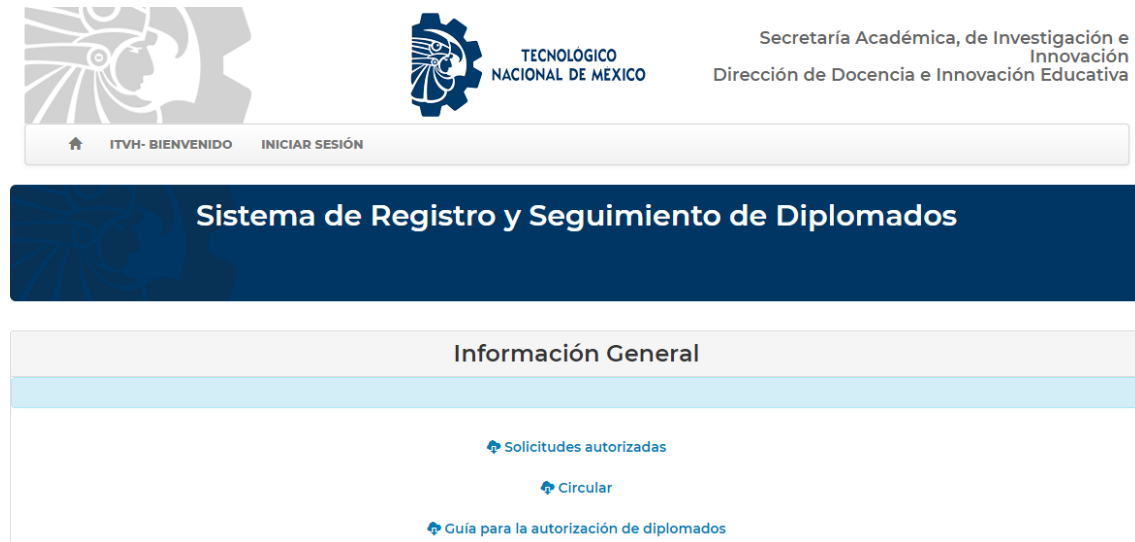 TECNOLÓGICO
NACIONAL DE MÉXICO
Secretaría Académica, de Investigación e
Innovación
Dirección de Docencia e Innovación Educativa
ITVH- BIENVENIDO INICIAR SESIÓN
Sistema de Registro y Seguimiento de Diplomados
Información General
Solicitudes autorizadas
Circular
Guía para la autorización de diplomados